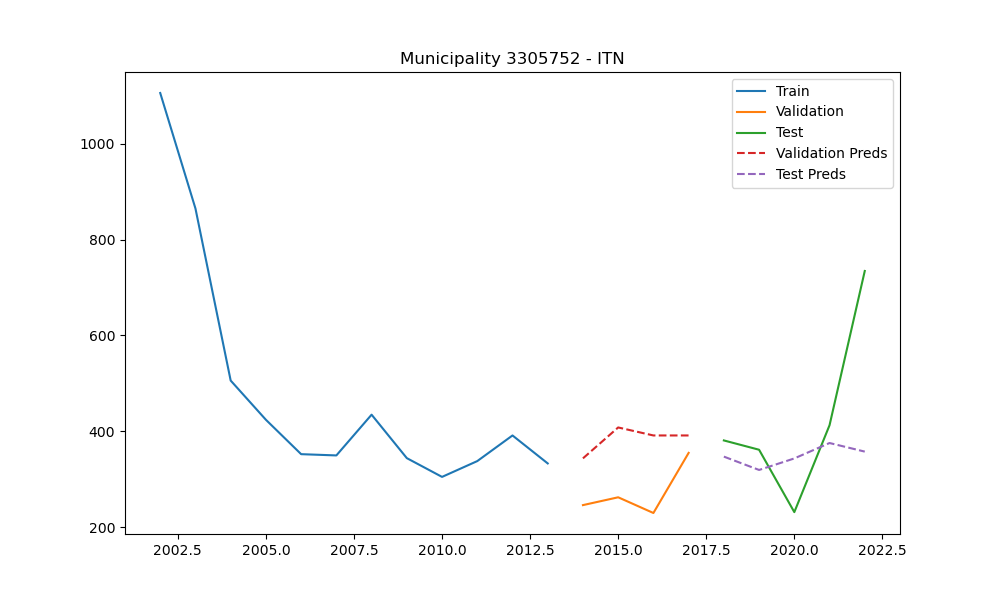 Municipality 3305752 - ITN
Train
Validation
Test
Validation Preds
Test Preds
1000
800
600
400
200
2002.5 2005.0 2007.5 2010.0 2012.5 2015.0 2017.5 2020.0 2022.5